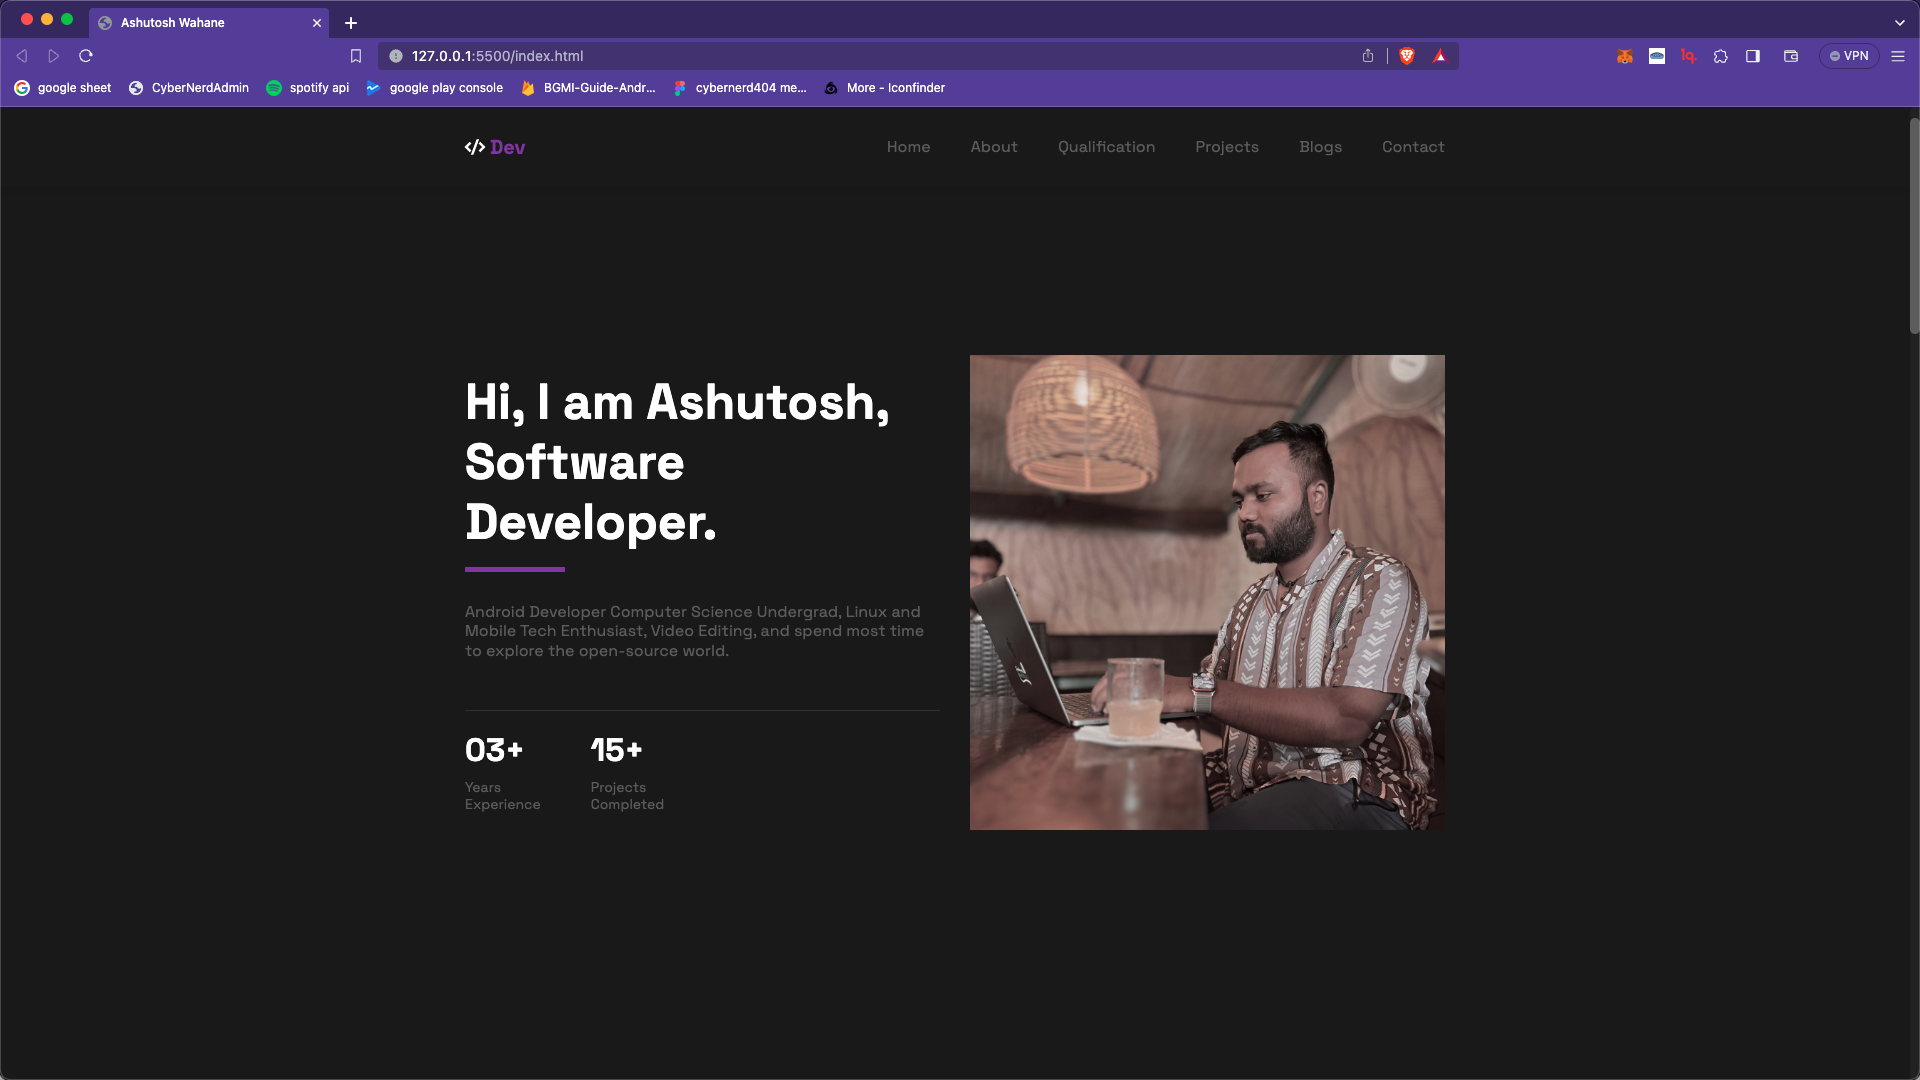 Ashutosh Wahane
127.0.0.1:5500/index.html
VPN
google sheet
CyberNerdAdmin
spotify api
google play console
BGMI-Guide-Andr...
cybernerd404 me...
More - Iconfinder
</> Dev
Home
About
Qualification
Projects
Blogs
Contact
Hi, I am Ashutosh,
Software
Developer.
Android Developer Computer Science Undergrad, Linux and
Mobile Tech Enthusiast, Video Editing, and spend most time
to explore the open-source world.
03+
Years
Experience
15+
Projects
Completed